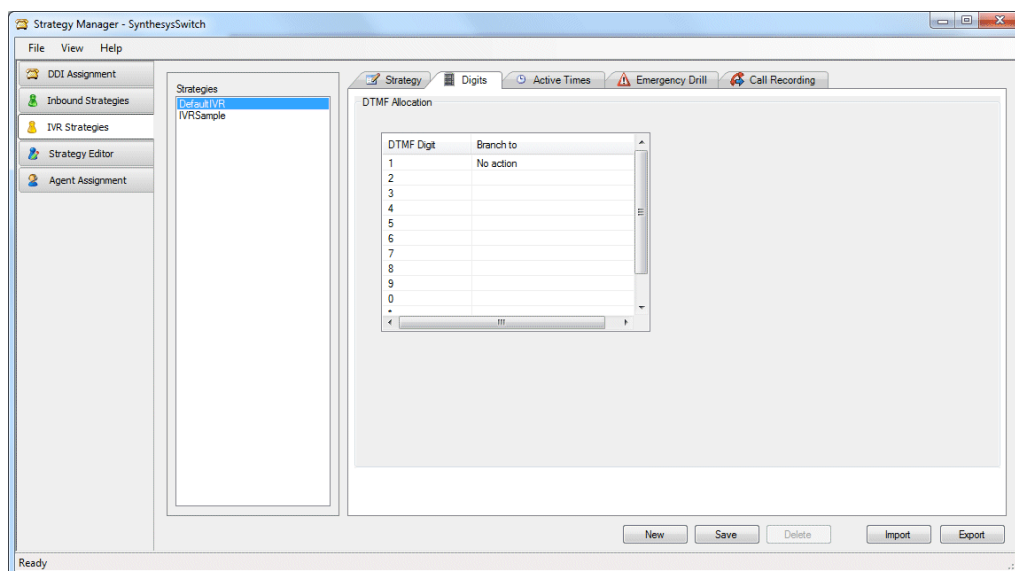 Strategy Manager - SynthesysSwitch
File View Help
DDI Assignment
Inbound Strategies
IVR Strategies
Strategy Editor
Agent Assignment
Strategies
DefaultIVR
IVRSample
Strategy Digits Active Times Emergency Drill Call Recording
DTMF Allocation
DTMF Digit Branch to
1 No action
2
3
4
5
6
7
8
9
0
*
New Save Delete Import Export
Ready